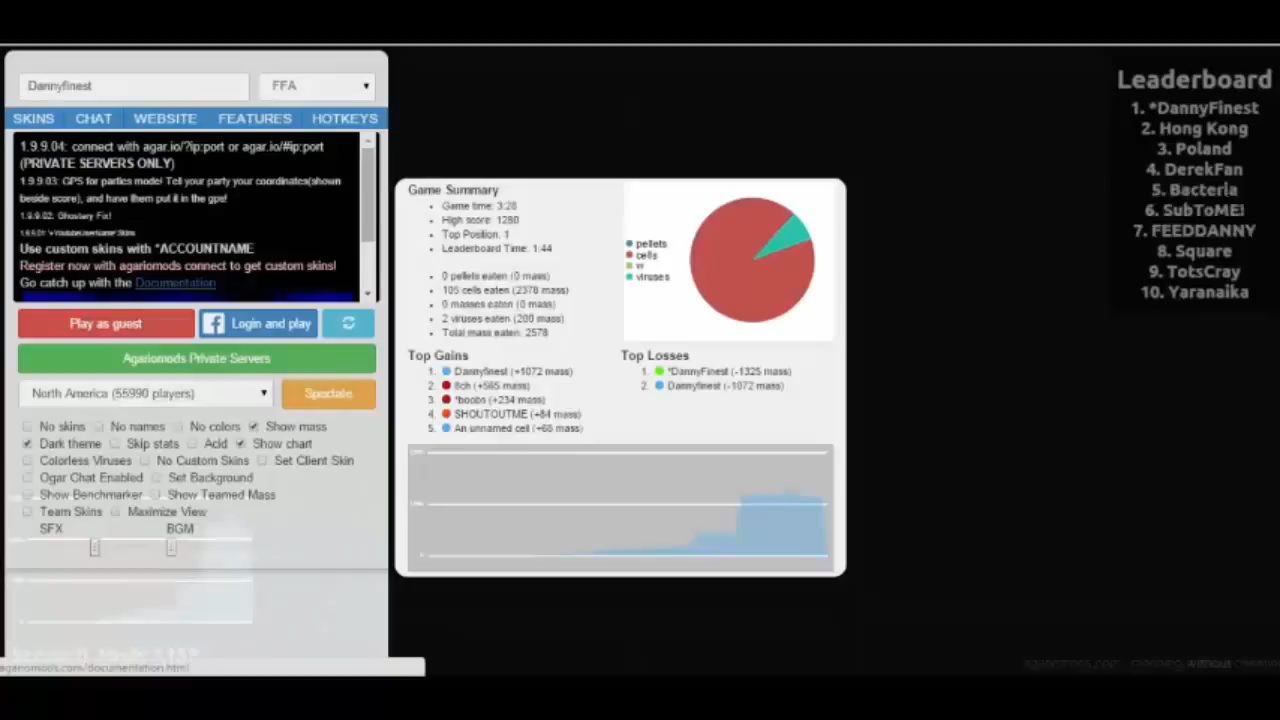 Dannyfinest
FFA
SKINS CHAT WEBSITE FEATURES HOTKEYS
1.9.9.04: connect with agar.io/?ip:port or agar.io/#ip:port
(PRIVATE SERVERS ONLY)
1.9.9.03: GPS for parties mode! Tell your party your coordinates(shown
beside score), and have them put it in the gps!
1.9.9.02: Ghostery Fix!
Use custom skins with *ACCOUNTNAME
Register now with agariomods connect to get custom skins!
Go catch up with the Documentation
Play as guest
Login and play
Agariomods Private Servers
North America (55990 players)
Spectate
No skins No names No colors Show mass
Dark theme Skip stats Acid Show chart
Colorless Viruses No Custom Skins Set Client Skin
Ogar Chat Enabled Set Background
Show Benchmarker Show Teamed Mass
Team Skins Maximize View
SFX BGM
agariomods.com/documentation.html
Game Summary
Game time: 3:28
High score: 1280
Top Position: 1
Leaderboard Time: 1:44
0 pellets eaten (0 mass)
105 cells eaten (2378 mass)
0 masses eaten (0 mass)
2 viruses eaten (200 mass)
Total mass eaten: 2578
pellets
cells
w
viruses
Top Gains
1. Dannyfinest (+1072 mass)
2. 8ch (+565 mass)
3. *boobs (+234 mass)
4. SHOUTOUTME (+84 mass)
5. An unnamed cell (+68 mass)
Top Losses
1. *DannyFinest (-1325 mass)
2. Dannyfinest (-1072 mass)
Leaderboard
1. *DannyFinest
2. Hong Kong
3. Poland
4. DerekFan
5. Bacteria
6. SubToME!
7. FEEDDANNY
8. Square
9. TotsCray
10. Yaranaika